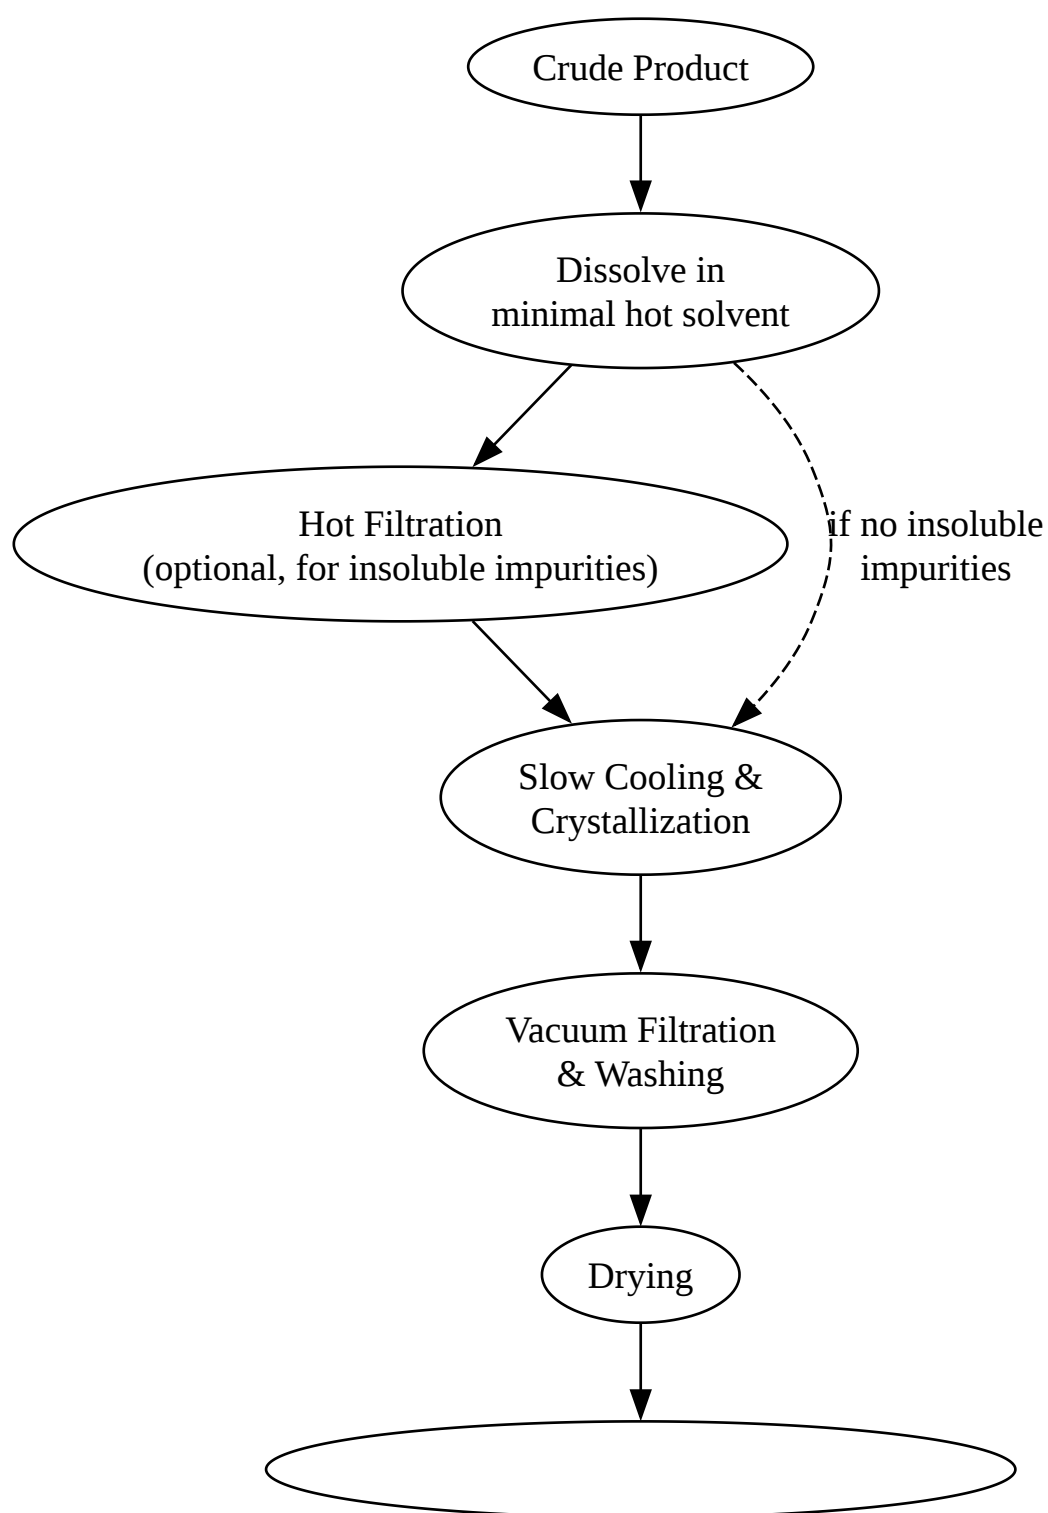 Crude Product
Dissolve in
minimal hot solvent
Hot Filtration
(optional, for insoluble impurities)
if no insoluble
impurities
Slow Cooling &
Crystallization
Vacuum Filtration
& Washing
Drying